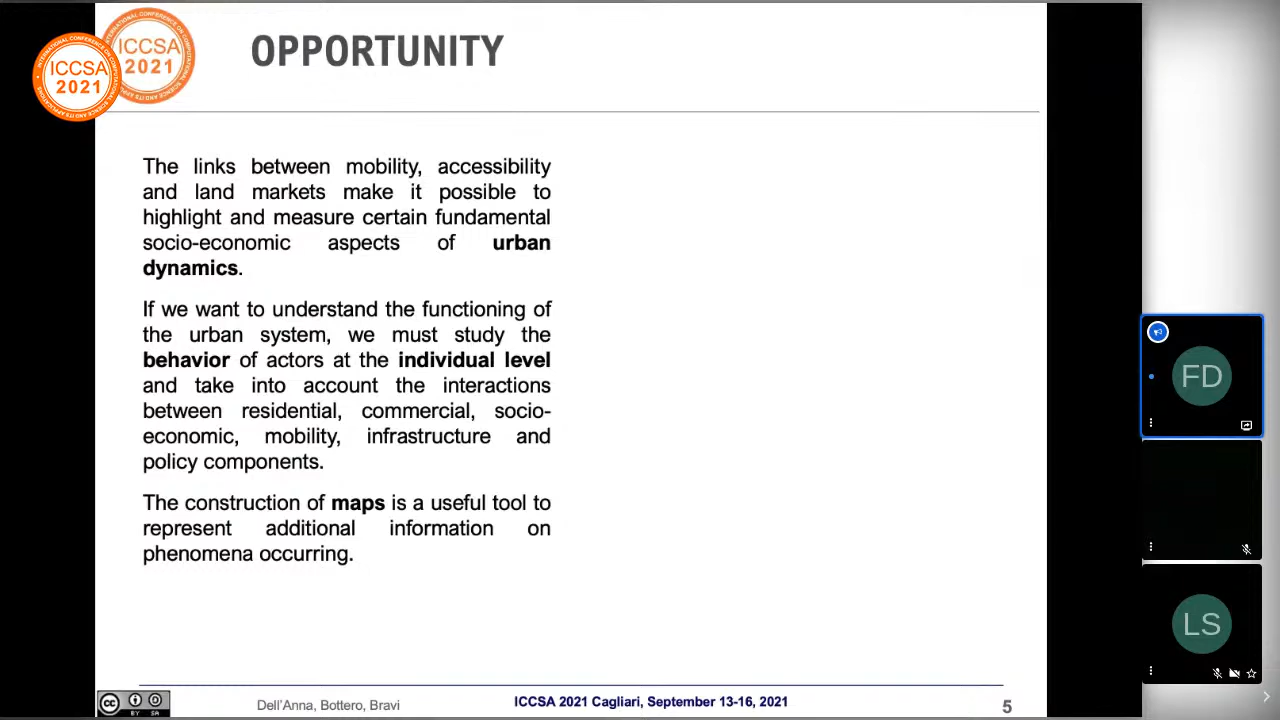 ICCSA
2021
ICCSA
2021
OPPORTUNITY
The links between mobility, accessibility
and land markets make it possible to
highlight and measure certain fundamental
socio-economic aspects of urban
dynamics.
If we want to understand the functioning of
the urban system, we must study the
behavior of actors at the individual level
and take into account the interactions
between residential, commercial, socio-
economic, mobility, infrastructure and
policy components.
The construction of maps is a useful tool to
represent additional information on
phenomena occurring.
FD
LS
cc
BY SA
Dell'Anna, Bottero, Bravi
ICCSA 2021 Cagliari, September 13-16, 2021
5